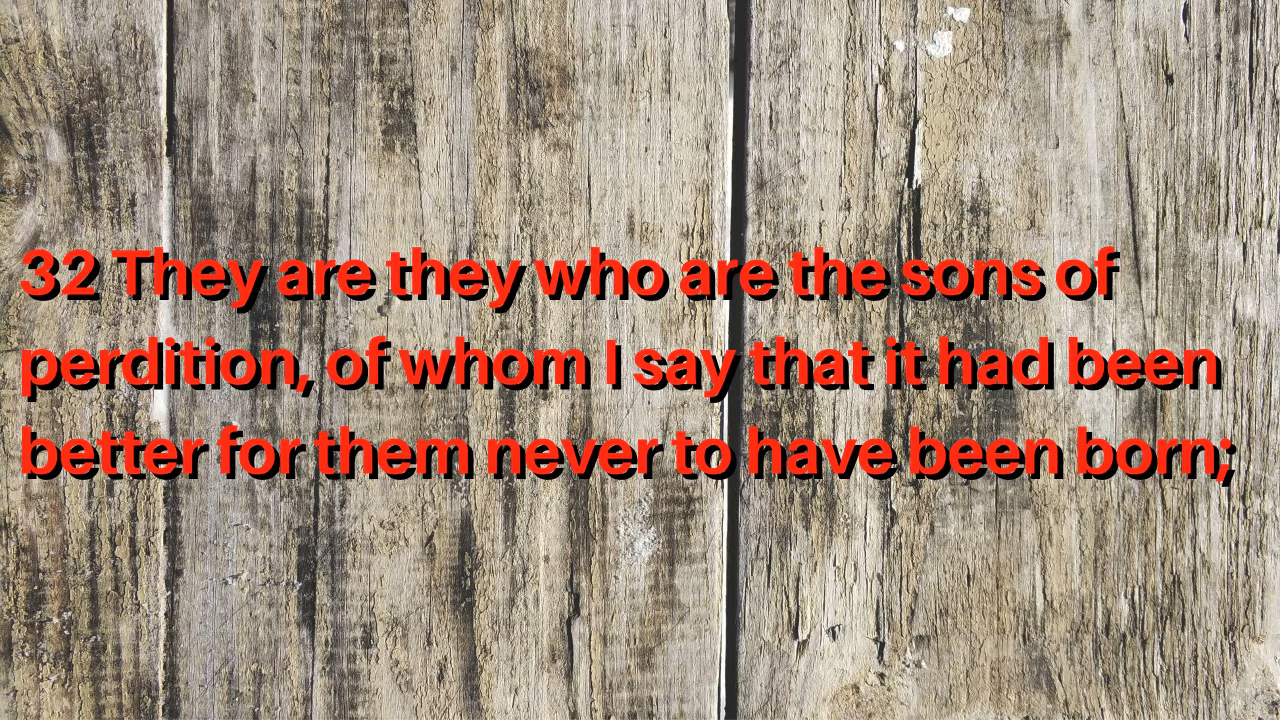 32 They are they who are the sons of
perdition, of whom I say that it had been
better for them never to have been born;